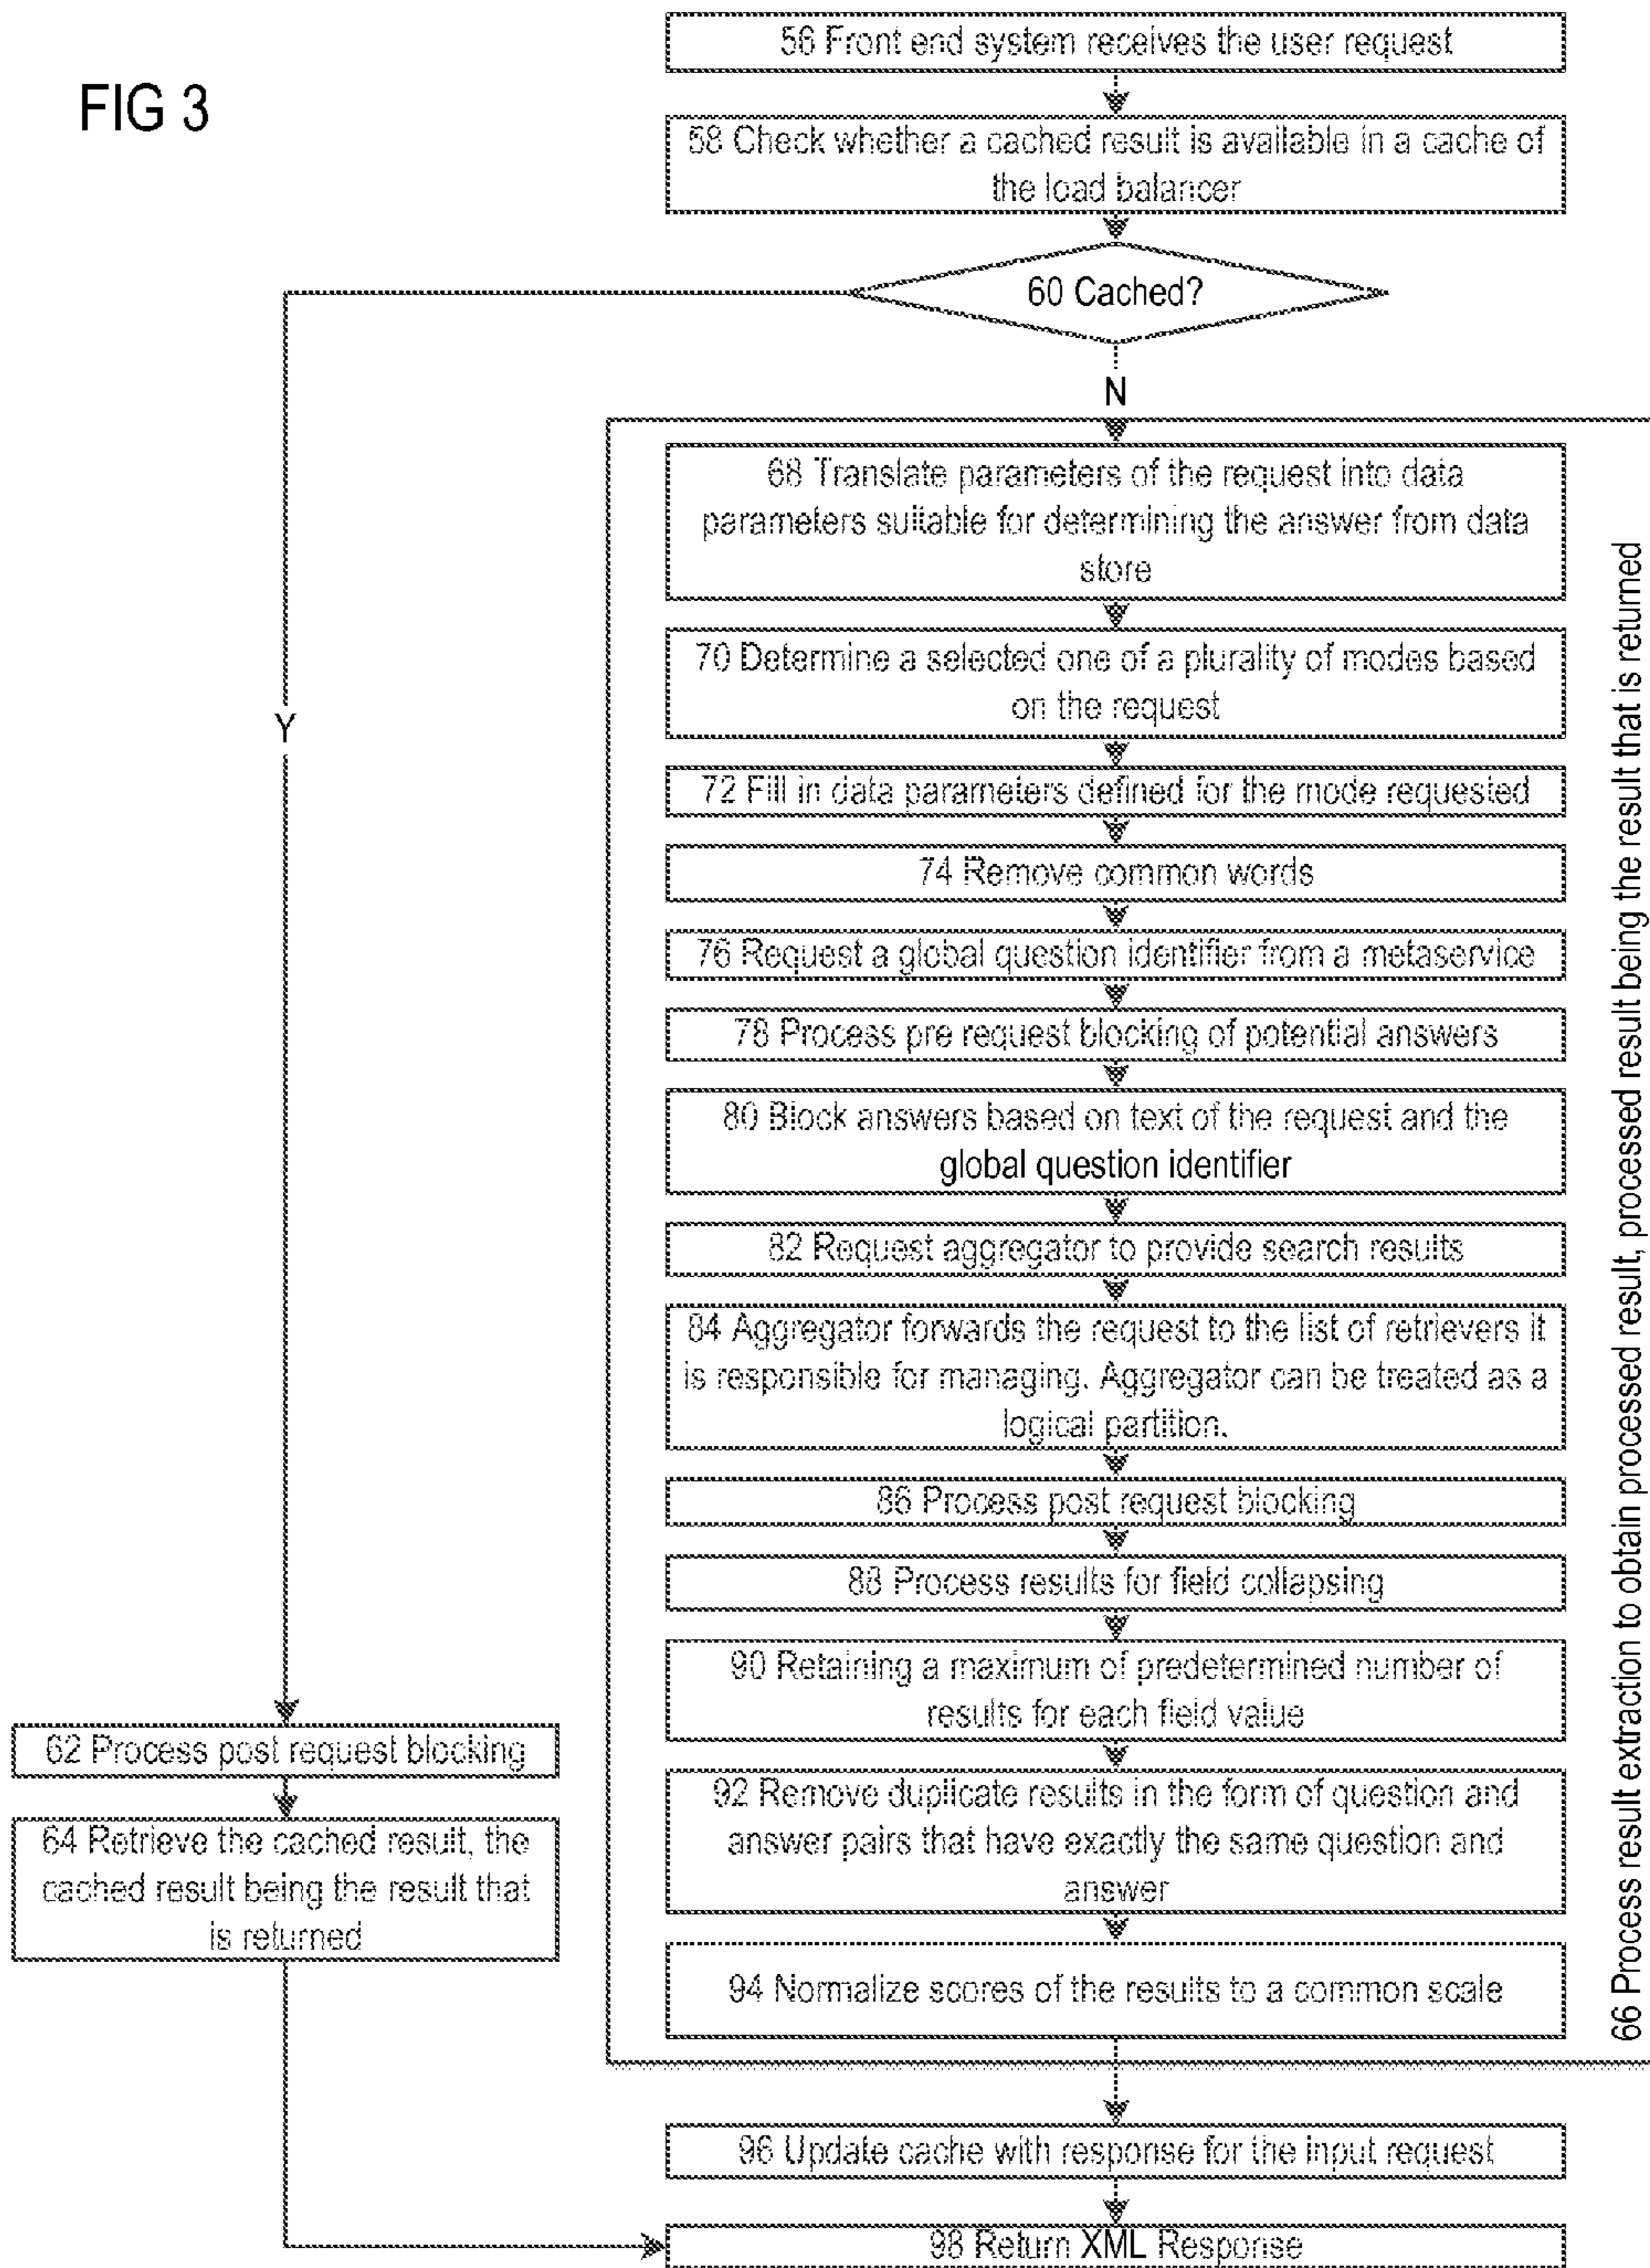 FIG 3
56 Front end system receives the user request
58 Check whether a cached result is available in a cache of
the load balancer
60 Cached?
N
Y
68 Translate parameters of the request into data
parameters suitable for determining the answer from data
store
70 Determine a selected one of a plurality of modes based
on the request
72 Fill in data parameters defined for the mode requested
74 Remove common words
76 Request a global question identifier from a metaservice
78 Process pre request blocking of potential answers
80 Block answers based on text of the request and the
global question identifier
82 Request aggregator to provide search results
84 Aggregator forwards the request to the list of retrievers it
is responsible for managing. Aggregator can be treated as a
logical partition.
86 Process post request blocking
88 Process results for field collapsing
90 Retaining a maximum of predetermined number of
results for each field value
92 Remove duplicate results in the form of question and
answer pairs that have exactly the same question and
answer
94 Normalize scores of the results to a common scale
66 Process result extraction to obtain processed result, processed result being the result that is returned
62 Process post request blocking
64 Retrieve the cached result, the
cached result being the result that
is returned
96 Update cache with response for the input request
98 Return XML Response